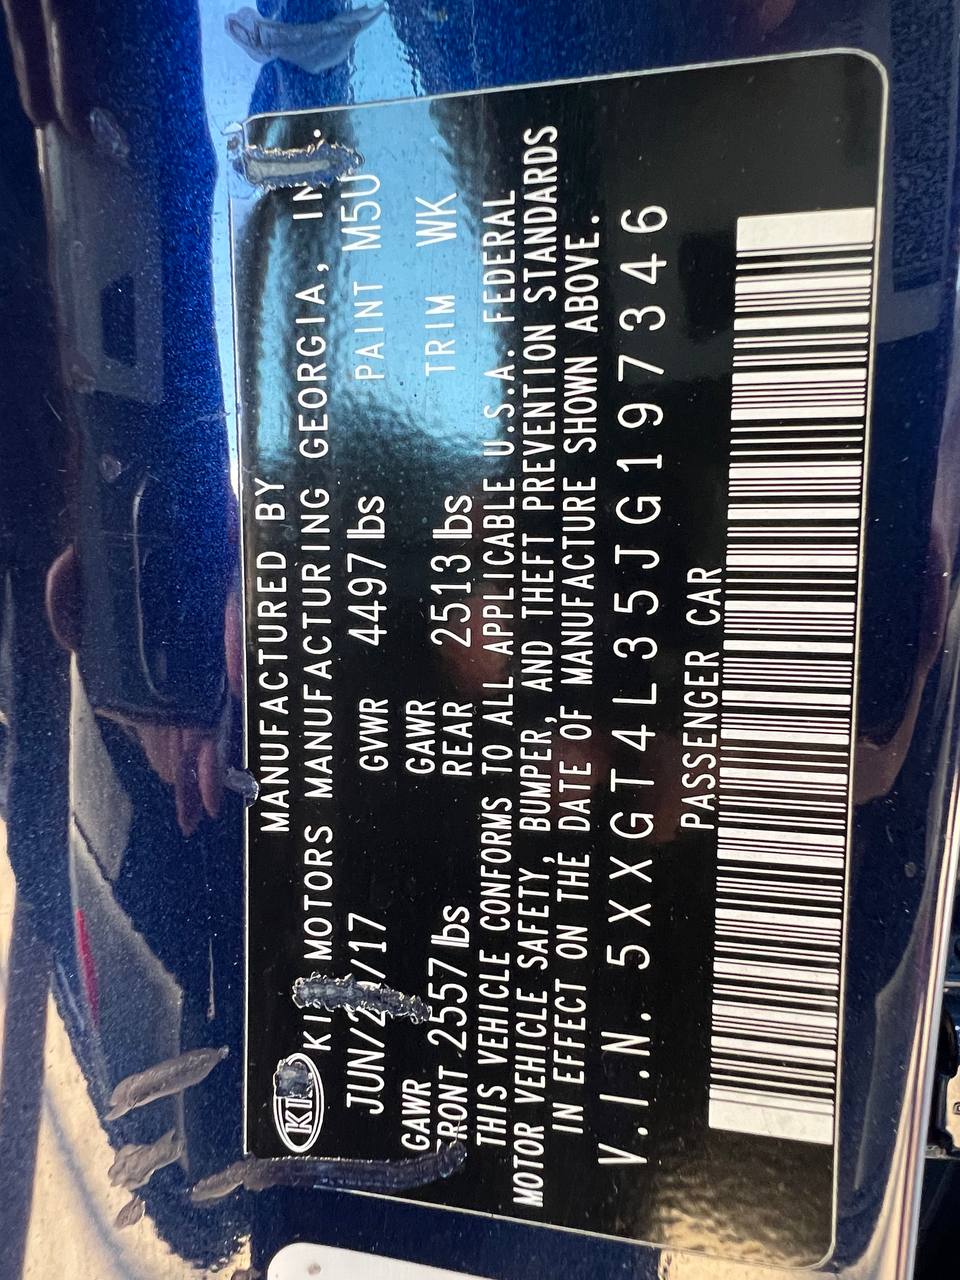 MANUFACTURED BY
KIA MOTORS MANUFACTURING GEORGIA,
JUN/ /17 GVWR 4497 lbs PAINT M5U
GAWR FRONT 2557 lbs GAWR REAR 2513 lbs TRIM WK
THIS VEHICLE CONFORMS TO ALL APPLICABLE U.S.A. FEDERAL
MOTOR VEHICLE SAFETY, BUMPER, AND THEFT PREVENTION STANDARDS
IN EFFECT ON THE DATE OF MANUFACTURE SHOWN ABOVE.
V.I.N. 5XXGT4L35JG197346
PASSENGER CAR